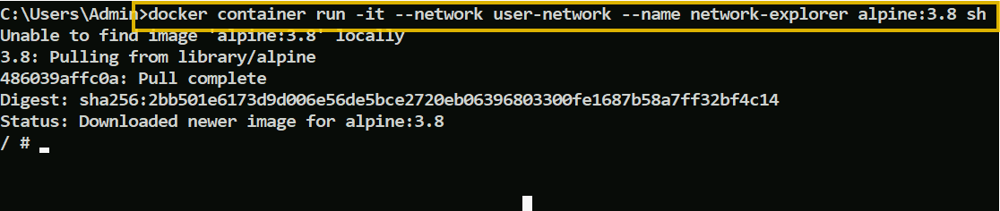 C:\Users\Admin>docker container run -it --network user-network --name network-explorer alpine:3.8 sh
Unable to find image 'alpine:3.8' locally
3.8: Pulling from library/alpine
486039affc0a: Pull complete
Digest: sha256:2bb501e6173d9d006e56de5bce2720eb06396803300fe1687b58a7ff32bf4c14
Status: Downloaded newer image for alpine:3.8
/ #